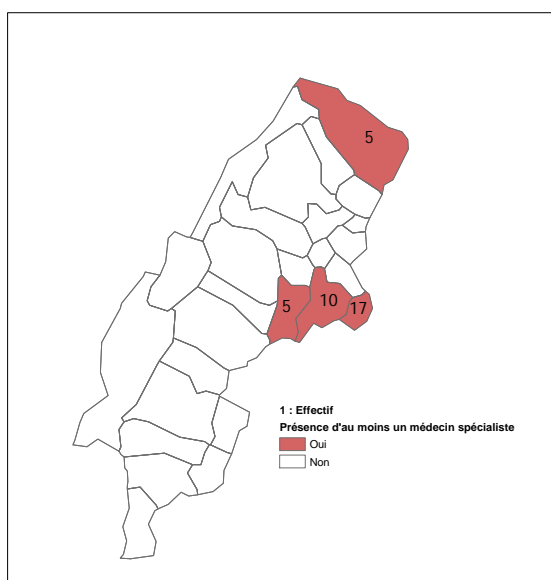 5
5
10
17
1 : Effectif
Présence d'au moins un médecin spécialiste
Oui
Non